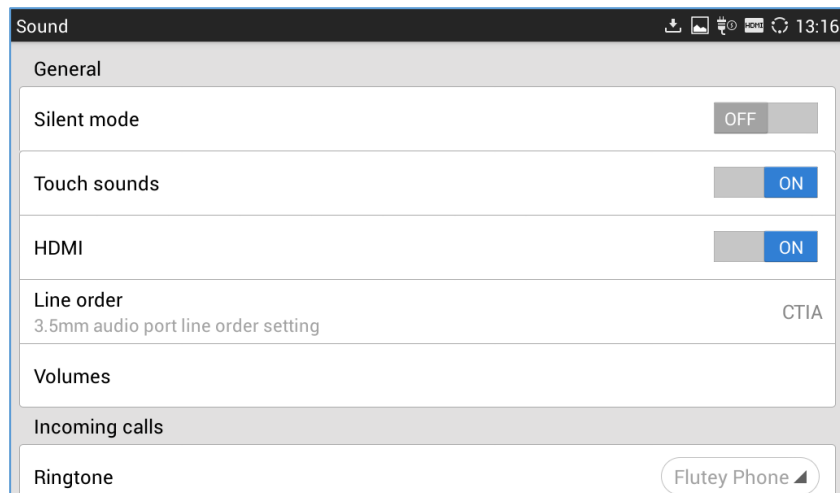 Sound HDMI 13:16
General
Silent mode OFF
Touch sounds ON
HDMI ON
Line order
3.5mm audio port line order setting
CTIA
Volumes
Incoming calls
Ringtone Flutey Phone